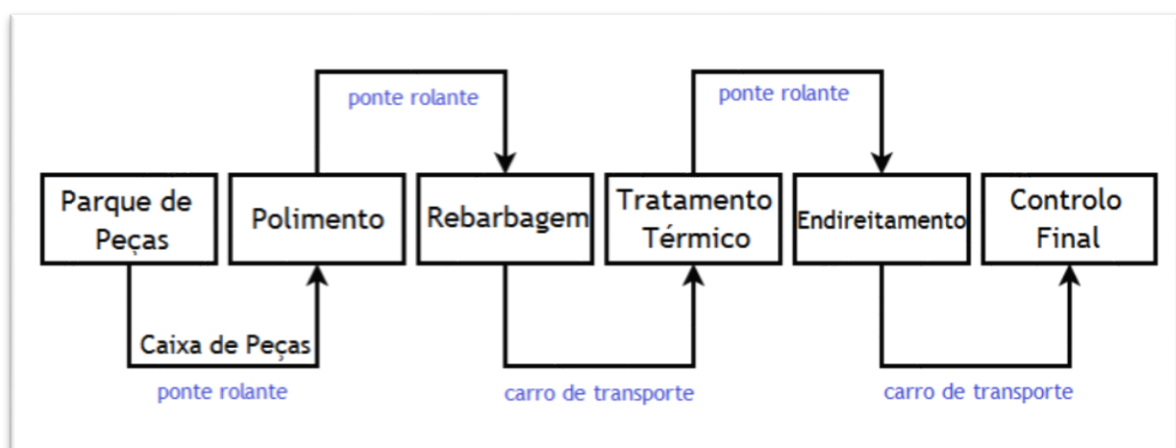 ponte rolante
ponte rolante
Parque de
Peças
Polimento
Rebarbagem
Tratamento
Térmico
Endireitamento
Controlo
Final
Caixa de Peças
ponte rolante
carro de transporte
carro de transporte